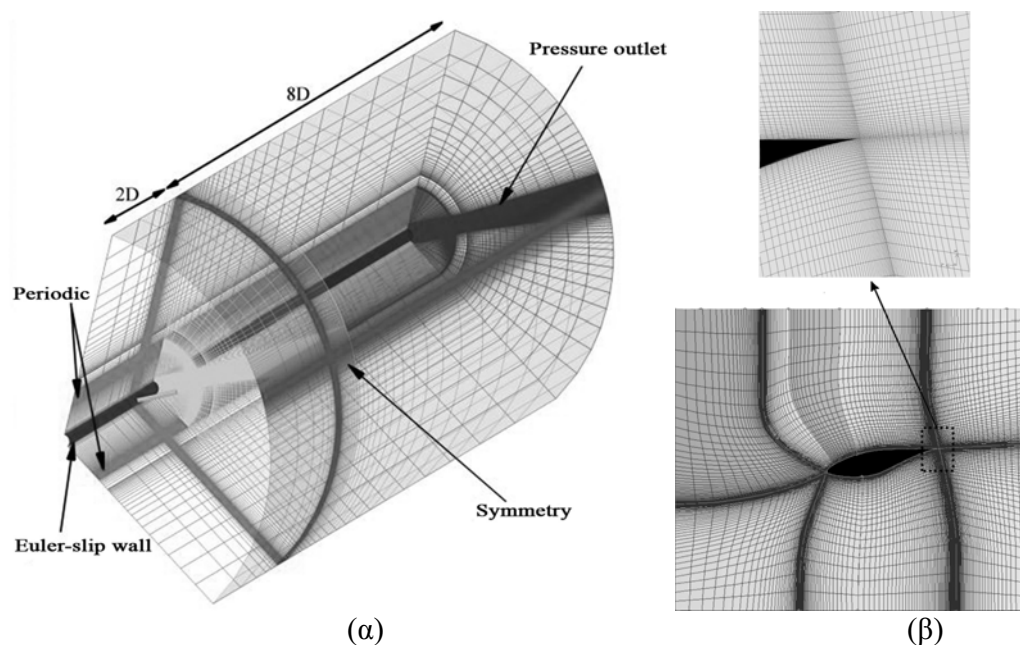 Pressure outlet
8D
2D
Periodic
Symmetry
Euler-slip wall
(α)
(β)